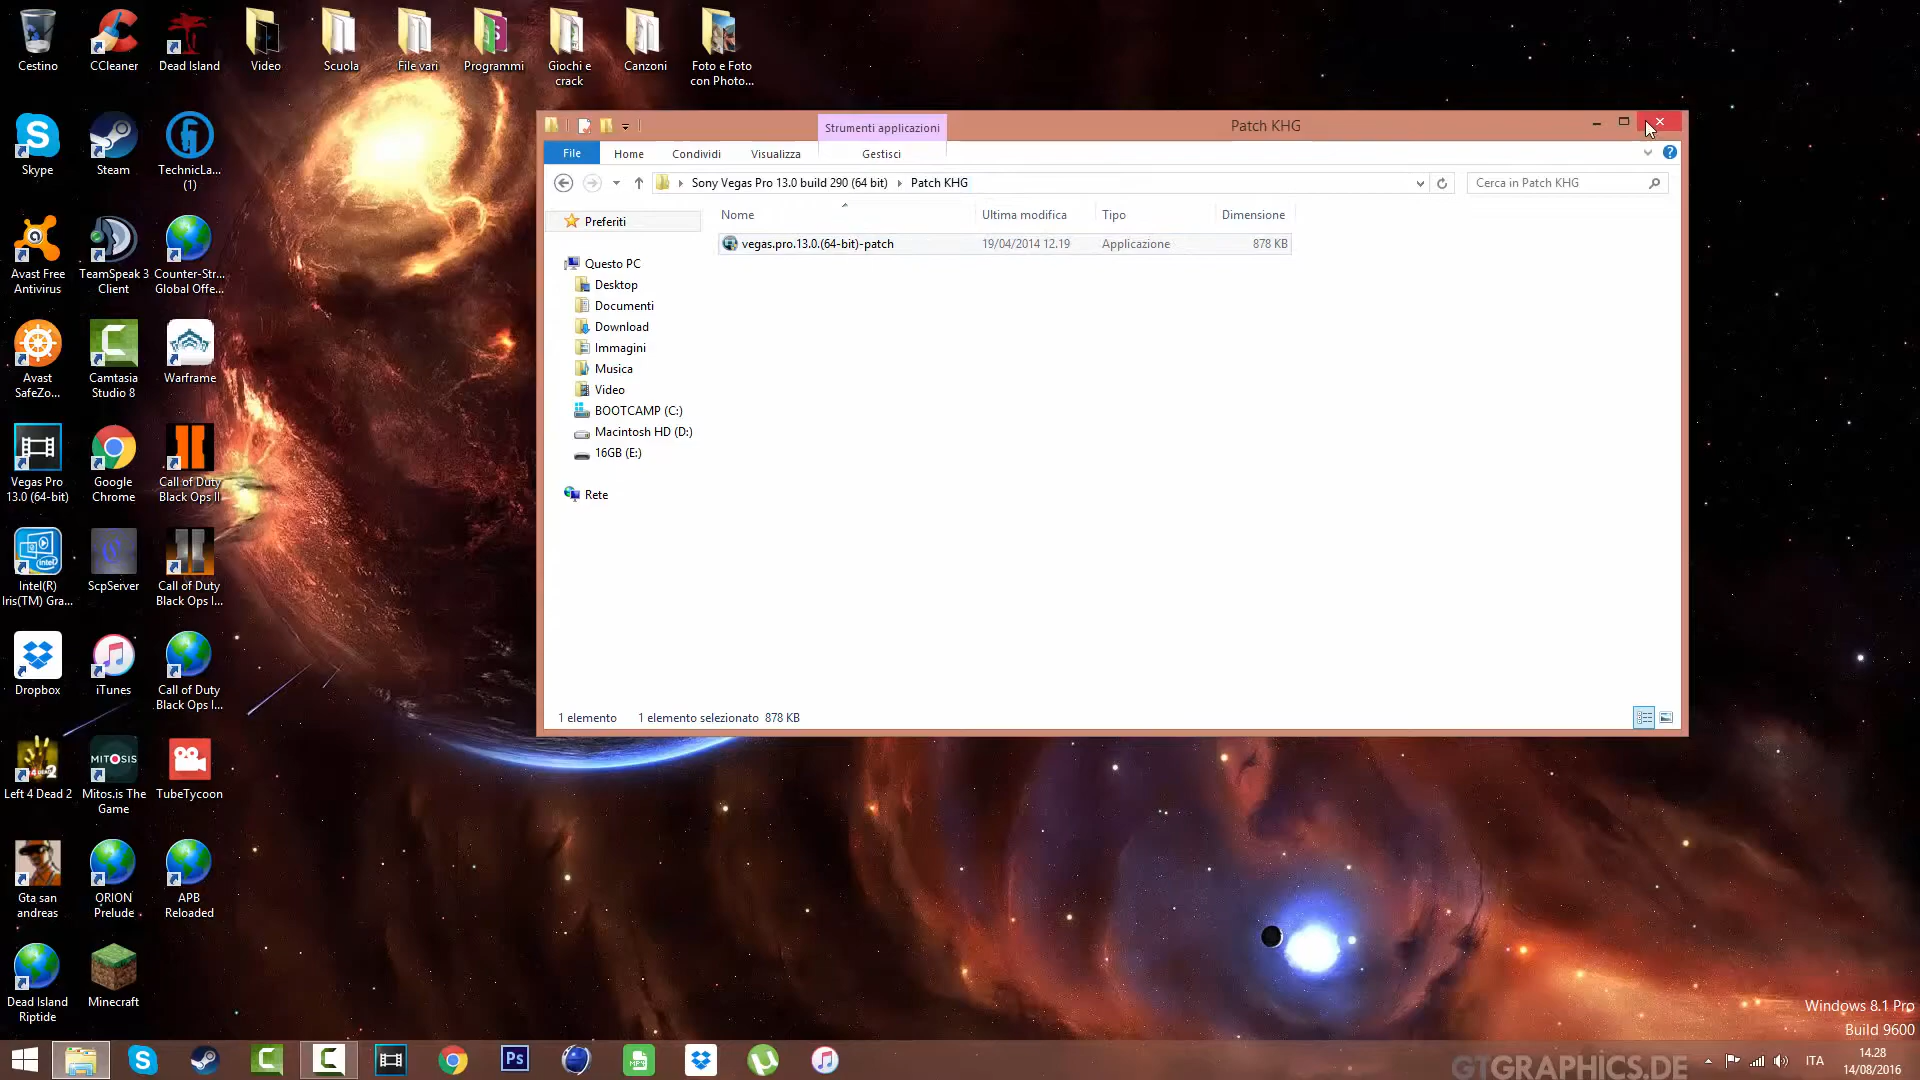 Cestino
CCleaner
Dead Island
Video
Scuola
File vari
Programmi
Giochi e
crack
Canzoni
Foto e Foto
con Photo...
Skype
Steam
TechnicLa...
(1)
Avast Free
Antivirus
TeamSpeak 3
Client
Counter-Str...
Global Offe...
Avast
SafeZo...
Camtasia
Studio 8
Warframe
Vegas Pro
13.0 (64-bit)
Google
Chrome
Call of Duty
Black Ops II
Intel(R)
Iris(TM) Gra...
ScpServer
Call of Duty
Black Ops I...
Dropbox
iTunes
Call of Duty
Black Ops I...
Left 4 Dead 2
MITOSIS
Mitos.is The
Game
TubeTycoon
Gta san
andreas
ORION
Prelude
APB
Reloaded
Dead Island
Riptide
Minecraft
Strumenti applicazioni
Patch KHG
File
Home
Condividi
Visualizza
Gestisci
Sony Vegas Pro 13.0 build 290 (64 bit)
Patch KHG
Cerca in Patch KHG
Nome
Ultima modifica
Tipo
Dimensione
vegas.pro.13.0.(64-bit)-patch
19/04/2014 12.19
Applicazione
878 KB
Preferiti
Questo PC
Desktop
Documenti
Download
Immagini
Musica
Video
BOOTCAMP (C:)
Macintosh HD (D:)
16GB (E:)
Rete
1 elemento
1 elemento selezionato 878 KB
Windows 8.1 Pro
Build 9600
GTGRAPHICS.DE
Ps
ITA
14.28
14/08/2016